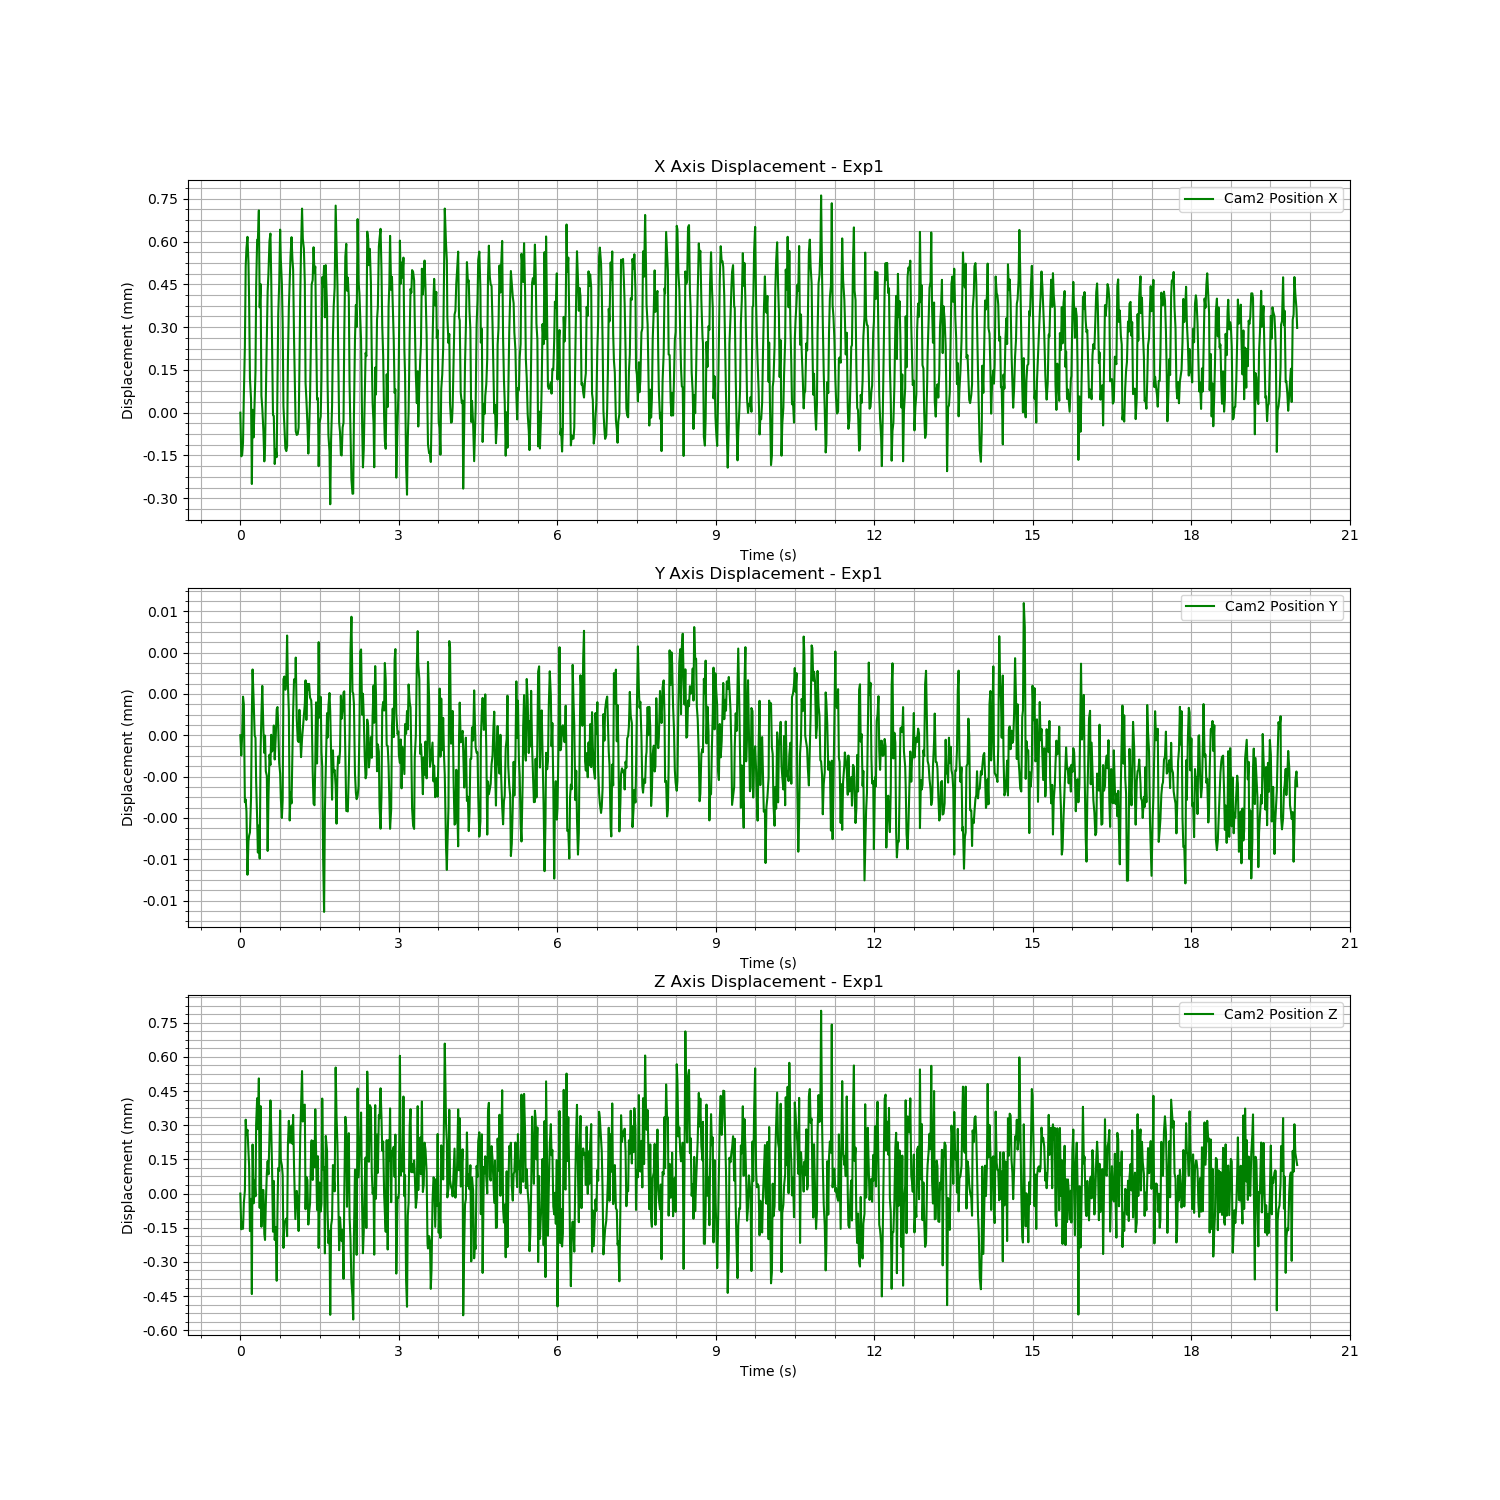 X Axis Displacement - Exp1
Cam2 Position X
Displacement (mm)
0.75
0.60
0.45
0.30
0.15
0.00
-0.15
-0.30
0 3 6 9 12 15 18 21
Time (s)
Y Axis Displacement - Exp1
Cam2 Position Y
Displacement (mm)
0.01
0.00
0.00
0.00
-0.00
-0.00
-0.01
-0.01
0 3 6 9 12 15 18 21
Time (s)
Z Axis Displacement - Exp1
Cam2 Position Z
Displacement (mm)
0.75
0.60
0.45
0.30
0.15
0.00
-0.15
-0.30
-0.45
-0.60
0 3 6 9 12 15 18 21
Time (s)